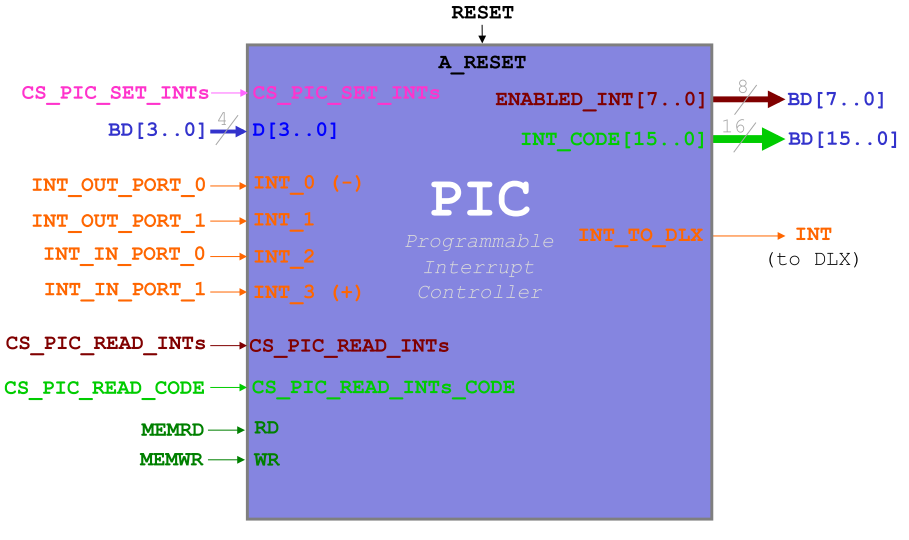 RESET
A_RESET
CS_PIC_SET_INTs CS_PIC_SET_INTs
ENABLED_INT[7..0] 8 BD[7..0]
BD[3..0] 4 D[3..0]
INT_CODE[15..0] 16 BD[15..0]
INT_OUT_PORT_0 INT_0 (-)
INT_OUT_PORT_1 INT_1
INT_IN_PORT_0 INT_2
INT_IN_PORT_1 INT_3 (+)
PIC
Programmable
Interrupt
Controller
INT_TO_DLX INT
(to DLX)
CS_PIC_READ_INTs CS_PIC_READ_INTs
CS_PIC_READ_CODE CS_PIC_READ_INTs_CODE
MEMRD RD
MEMWR WR